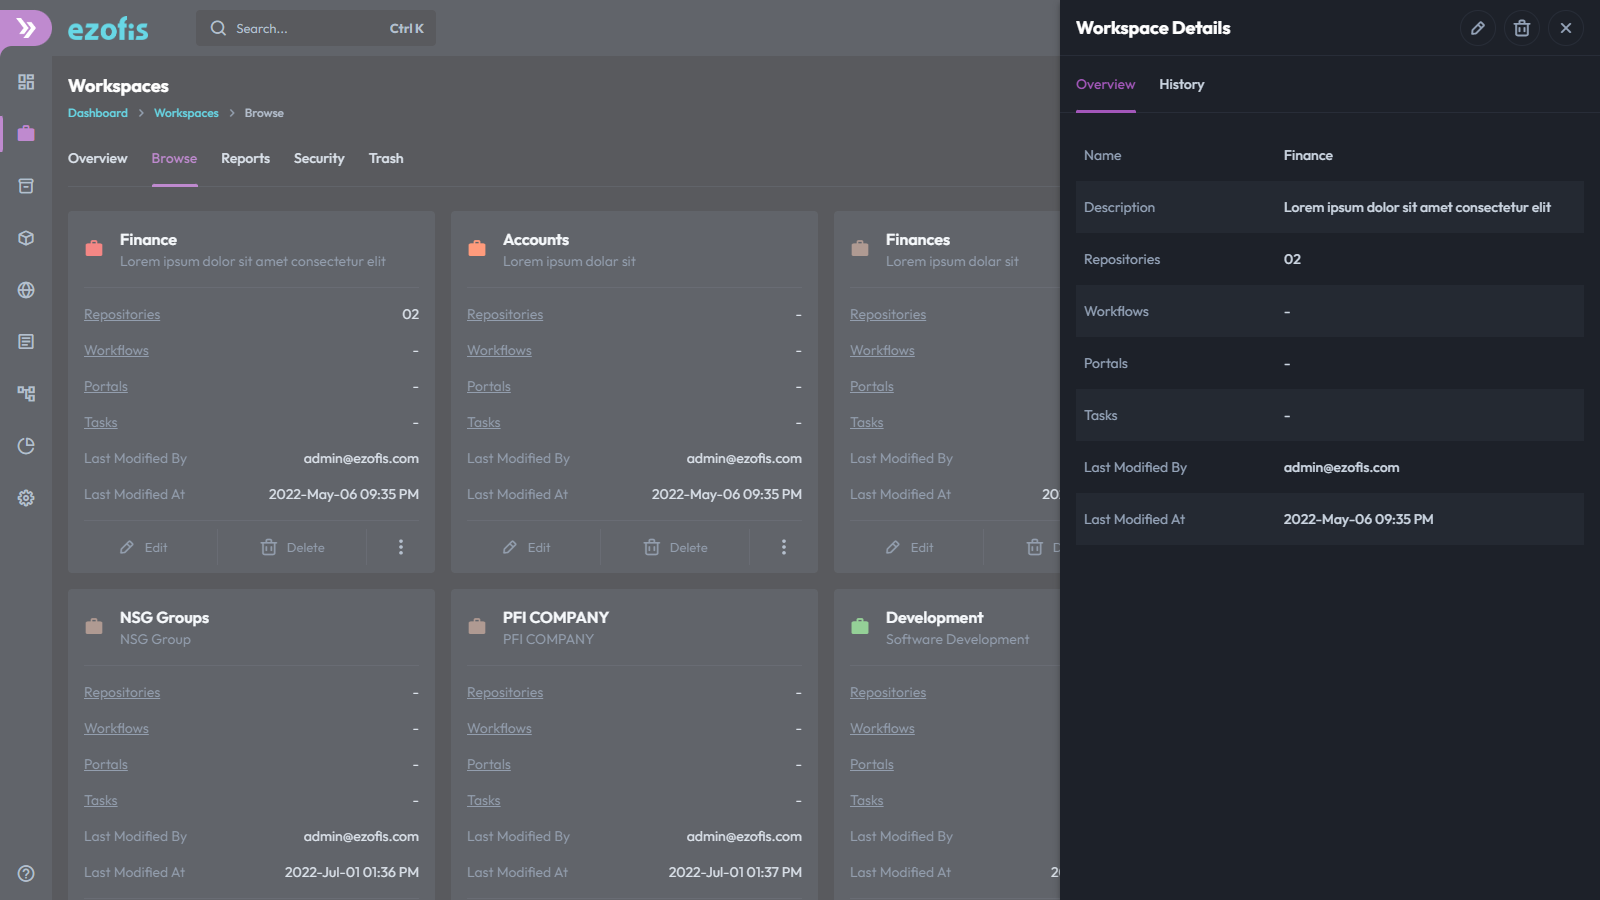 ezofis
Search...
Ctrl K
Workspaces
Dashboard
Workspaces
Browse
Overview
Browse
Reports
Security
Trash
Finance
Lorem ipsum dolor sit amet consectetur elit
Repositories
02
Workflows
-
Portals
-
Tasks
-
Last Modified By
admin@ezofis.com
Last Modified At
2022-May-06 09:35 PM
Edit
Delete
Accounts
Lorem ipsum dolar sit
Repositories
-
Workflows
-
Portals
-
Tasks
-
Last Modified By
admin@ezofis.com
Last Modified At
2022-May-06 09:35 PM
Edit
Delete
Finances
Lorem ipsum dolar sit
Repositories
Workflows
Portals
Tasks
Last Modified By
Last Modified At
20
Edit
D
NSG Groups
NSG Group
Repositories
-
Workflows
-
Portals
-
Tasks
-
Last Modified By
admin@ezofis.com
Last Modified At
2022-Jul-01 01:36 PM
PFI COMPANY
PFI COMPANY
Repositories
-
Workflows
-
Portals
-
Tasks
-
Last Modified By
admin@ezofis.com
Last Modified At
2022-Jul-01 01:37 PM
Development
Software Development
Repositories
Workflows
Portals
Tasks
Last Modified By
Last Modified At
2
Workspace Details
Overview
History
Name
Finance
Description
Lorem ipsum dolor sit amet consectetur elit
Repositories
02
Workflows
-
Portals
-
Tasks
-
Last Modified By
admin@ezofis.com
Last Modified At
2022-May-06 09:35 PM